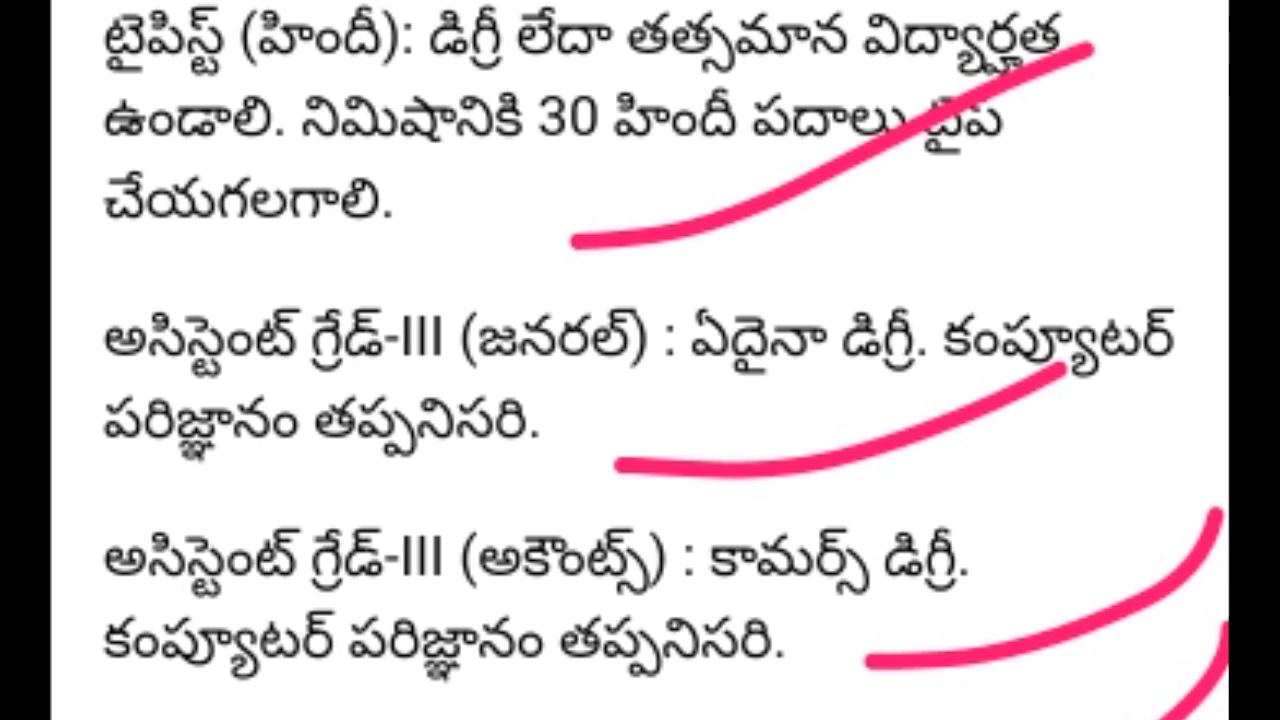 టైపిస్ట్ (హిందీ): డిగ్రీ లేదా తత్సమాన విద్యార్హత
ఉండాలి. నిమిషానికి 30 హిందీ పదాలు టైప
చేయగలగాలి.
అసిస్టెంట్ గ్రేడ్-III (జనరల్) : ఏదైనా డిగ్రీ. కంప్యూటర్
పరిజ్ఞానం తప్పనిసరి.
అసిస్టెంట్ గ్రేడ్-III (అకౌంట్స్) : కామర్స్ డిగ్రీ.
కంప్యూటర్ పరిజ్ఞానం తప్పనిసరి.